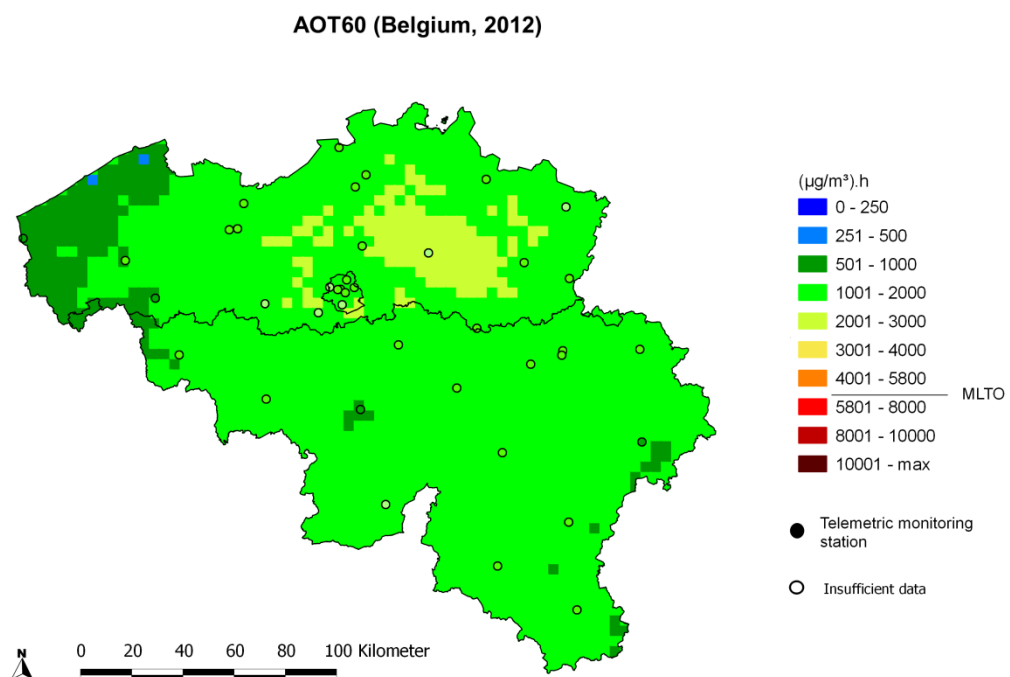 AOT60 (Belgium, 2012)
(µg/m³).h
0 - 250
251 - 500
501 - 1000
1001 - 2000
2001 - 3000
3001 - 4000
4001 - 5800
MLTO
5801 - 8000
8001 - 10000
10001 - max
Telemetric monitoring
station
Insufficient data
N
0 20 40 60 80 100 Kilometer